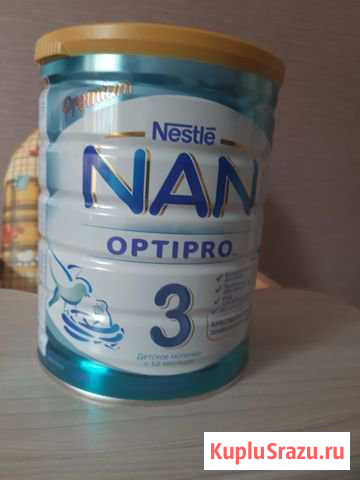 Premium
Nestlé
NAN
OPTIPRO
3
Детское молочко
с 12 месяцев
KupluSrazu.ru